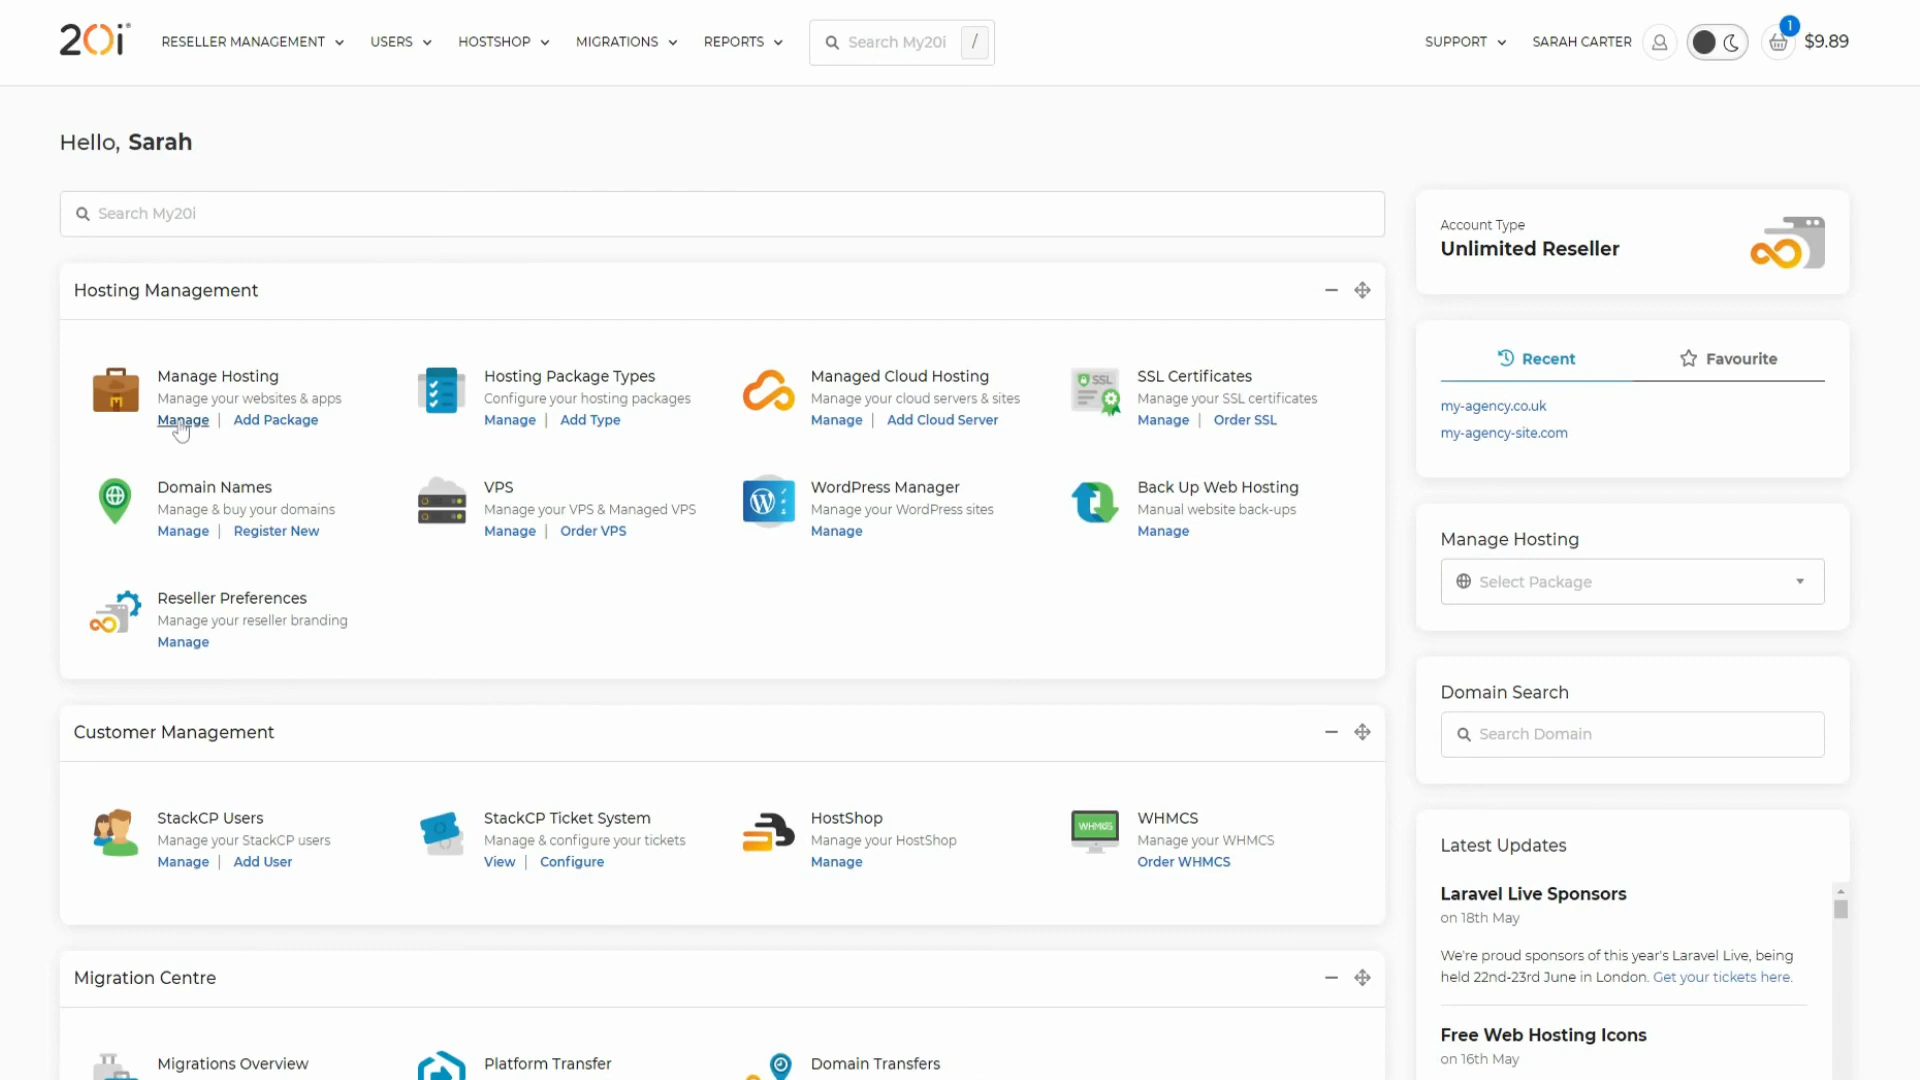 20i
RESELLER MANAGEMENT
USERS
HOSTSHOP
MIGRATIONS
REPORTS
Search My20i
/
SUPPORT
SARAH CARTER
1
$9.89
Hello, Sarah
Search My20i
Hosting Management
Manage Hosting
Manage your websites & apps
Manage | Add Package
Hosting Package Types
Configure your hosting packages
Manage | Add Type
Managed Cloud Hosting
Manage your cloud servers & sites
Manage | Add Cloud Server
SSL
SSL Certificates
Manage your SSL certificates
Manage | Order SSL
Domain Names
Manage & buy your domains
Manage | Register New
VPS
Manage your VPS & Managed VPS
Manage | Order VPS
WordPress Manager
Manage your WordPress sites
Manage
Back Up Web Hosting
Manual website back-ups
Manage
Reseller Preferences
Manage your reseller branding
Manage
Customer Management
StackCP Users
Manage your StackCP users
Manage | Add User
StackCP Ticket System
Manage & configure your tickets
View | Configure
HostShop
Manage your HostShop
Manage
WHMCS
WHMCS
Manage your WHMCS
Order WHMCS
Migration Centre
Migrations Overview
Platform Transfer
Domain Transfers
Account Type
Unlimited Reseller
Recent
Favourite
my-agency.co.uk
my-agency-site.com
Manage Hosting
Select Package
Domain Search
Search Domain
Latest Updates
Laravel Live Sponsors
on 18th May
We're proud sponsors of this year's Laravel Live, being
held 22nd-23rd June in London. Get your tickets here.
Free Web Hosting Icons
on 16th May